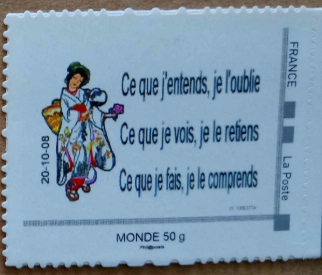 Ce que j'entends, je l'oublie
Ce que je vois, je le retiens
Ce que je fais, je le comprends
20-10-08
FRANCE
La Poste
MONDE 50 g